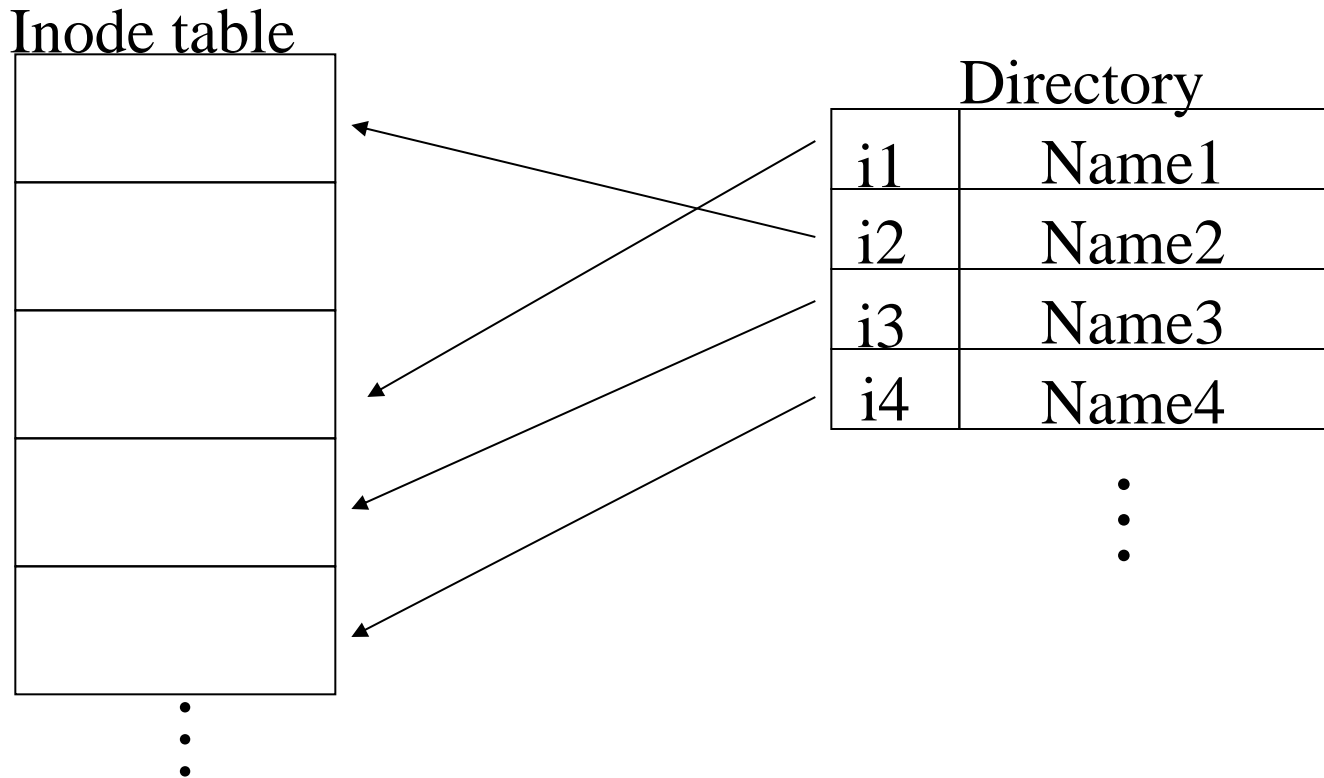 Inode table
Directory
i1 Name1
i2 Name2
i3 Name3
i4 Name4